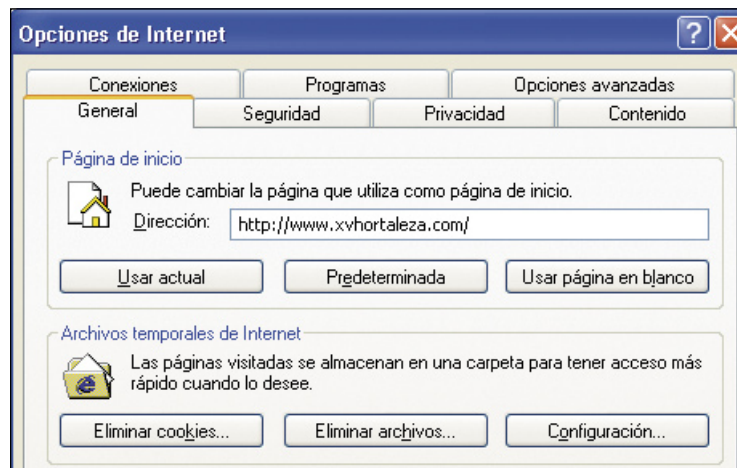 Opciones de Internet
?
X
Conexiones
Programas
Opciones avanzadas
General
Seguridad
Privacidad
Contenido
Página de inicio
Puede cambiar la página que utiliza como página de inicio.
Dirección:
http://www.xvhortaleza.com/
Usar actual
Predeterminada
Usar página en blanco
Archivos temporales de Internet
Las páginas visitadas se almacenan en una carpeta para tener acceso más
rápido cuando lo desee.
Eliminar cookies...
Eliminar archivos...
Configuración...